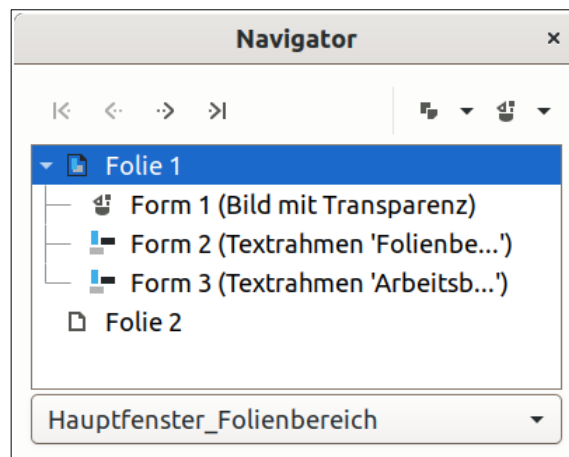 Navigator
Folie 1
Form 1 (Bild mit Transparenz)
Form 2 (Textrahmen 'Folienbe...')
Form 3 (Textrahmen 'Arbeitsb...')
Folie 2
Hauptfenster_Folienbereich